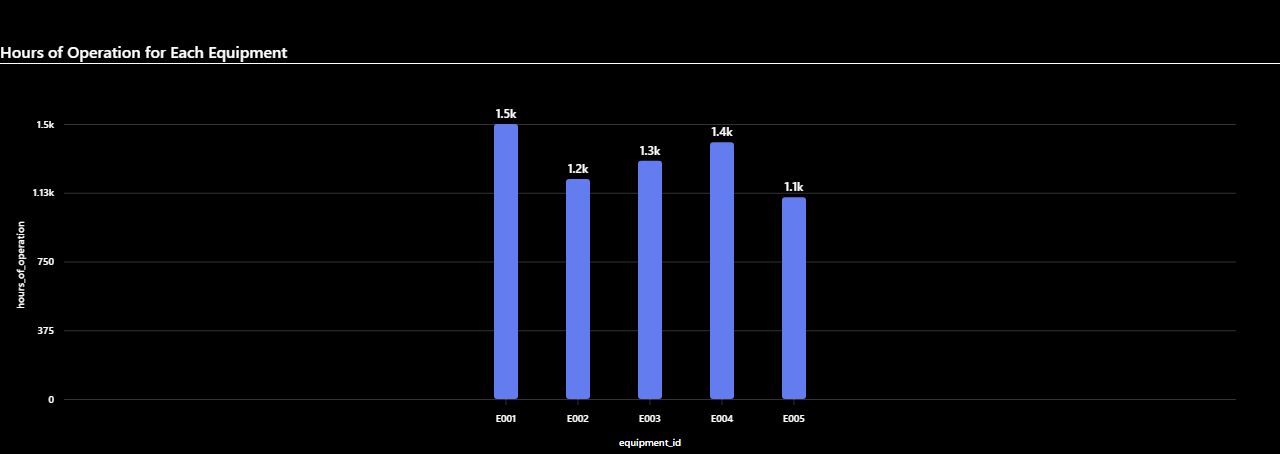 Hours of Operation for Each Equipment
1.5k
1.2k
1.3k
1.4k
1.1k
1.5k
1.13k
750
375
0
hours_of_operation
E001 E002 E003 E004 E005
equipment_id